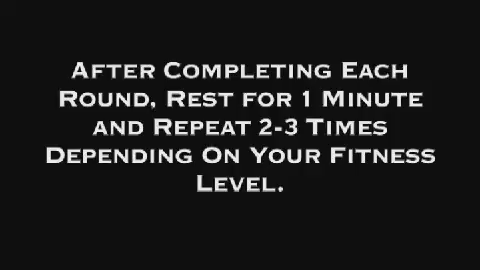 After Completing Each
Round, Rest for 1 Minute
and Repeat 2-3 Times
Depending On Your Fitness
Level.